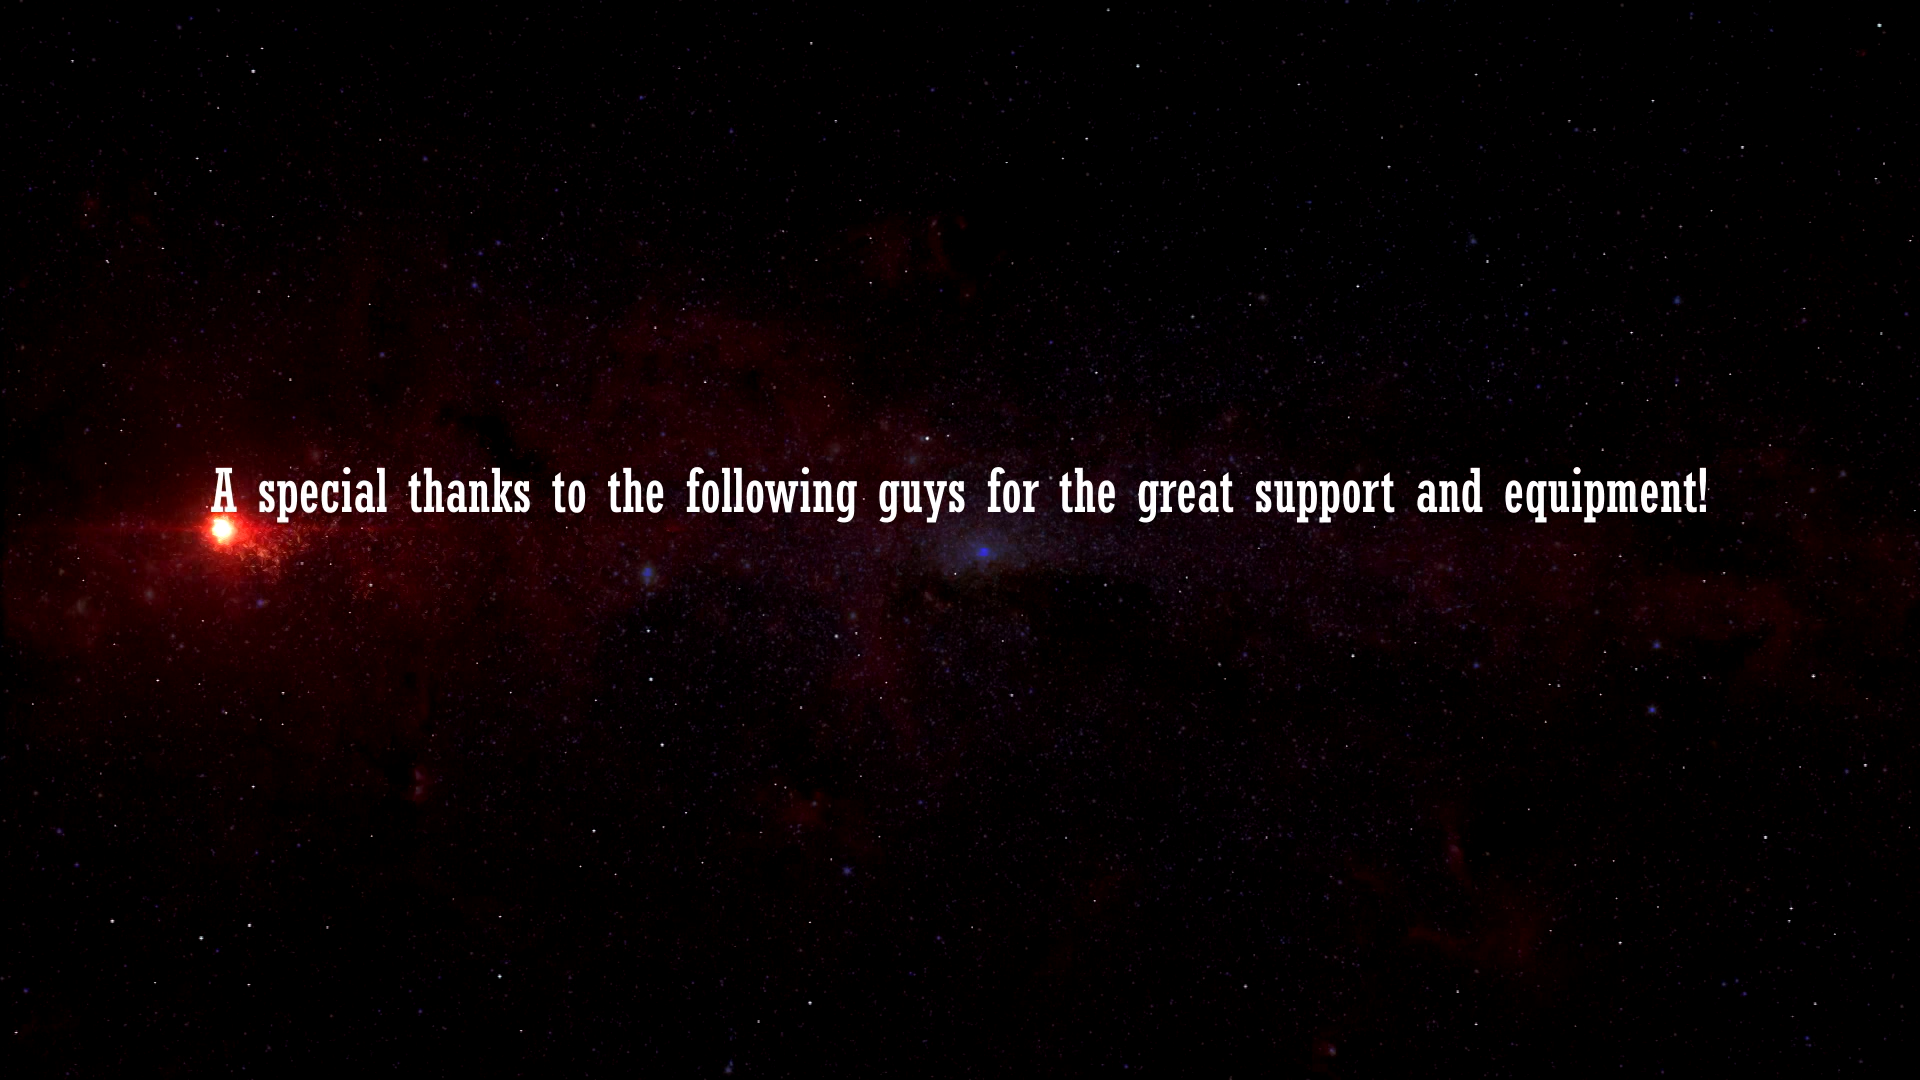 A special thanks to the following guys for the great support and equipment!